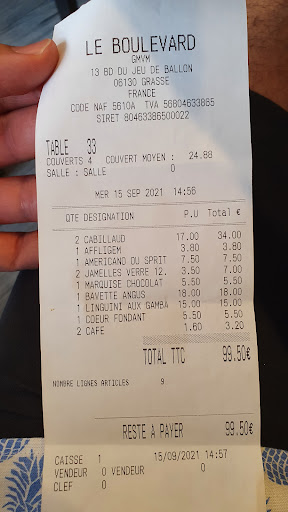 LE BOULEVARD
GMVM
13 BD DU JEU DE BALLON
06130 GRASSE
FRANCE
CODE NAF 5610A TVA 56804633865
SIRET 80463386500022
TABLE 33
COUVERTS 4 COUVERT MOYEN : 24.88
SALLE : SALLE 0
MER 15 SEP 2021 14:56
QTE DESIGNATION P.U Total €
2 CABILLAUD 17.00 34.00
1 AFFLIGEM 3.80 3.80
1 AMERICANO DU SPRIT 7.50 7.50
2 JAMELLES VERRE 12. 3.50 7.00
1 MARQUISE CHOCOLAT 5.50 5.50
1 BAVETTE ANGUS 18.00 18.00
1 LINGUINI AUX GAMBA 15.00 15.00
1 COEUR FONDANT 5.50 5.50
2 CAFE 1.60 3.20
TOTAL TTC 99.50€
NOMBRE LIGNES ARTICLES 9
RESTE A PAYER 99.50€
CAISSE 1 15/09/2021 14:57
VENDEUR 0 VENDEUR 0
CLEF 0